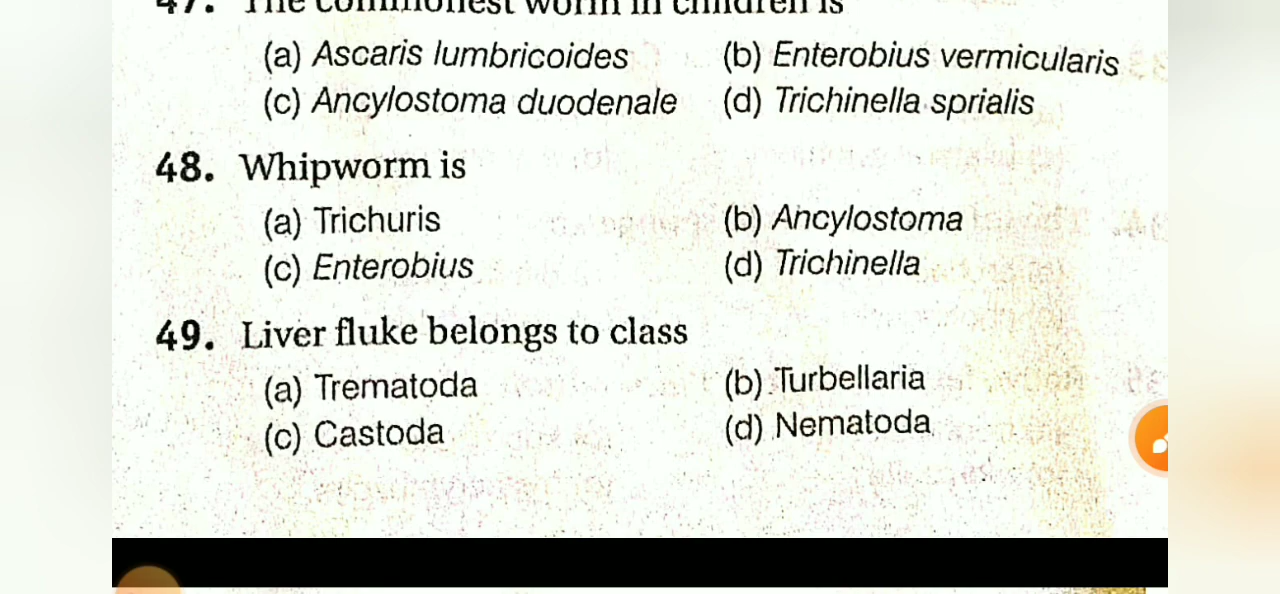 47. The commonest worm in children is
(a) Ascaris lumbricoides (b) Enterobius vermicularis
(c) Ancylostoma duodenale (d) Trichinella sprialis
48. Whipworm is
(a) Trichuris (b) Ancylostoma
(c) Enterobius (d) Trichinella
49. Liver fluke belongs to class
(a) Trematoda (b) Turbellaria
(c) Castoda (d) Nematoda